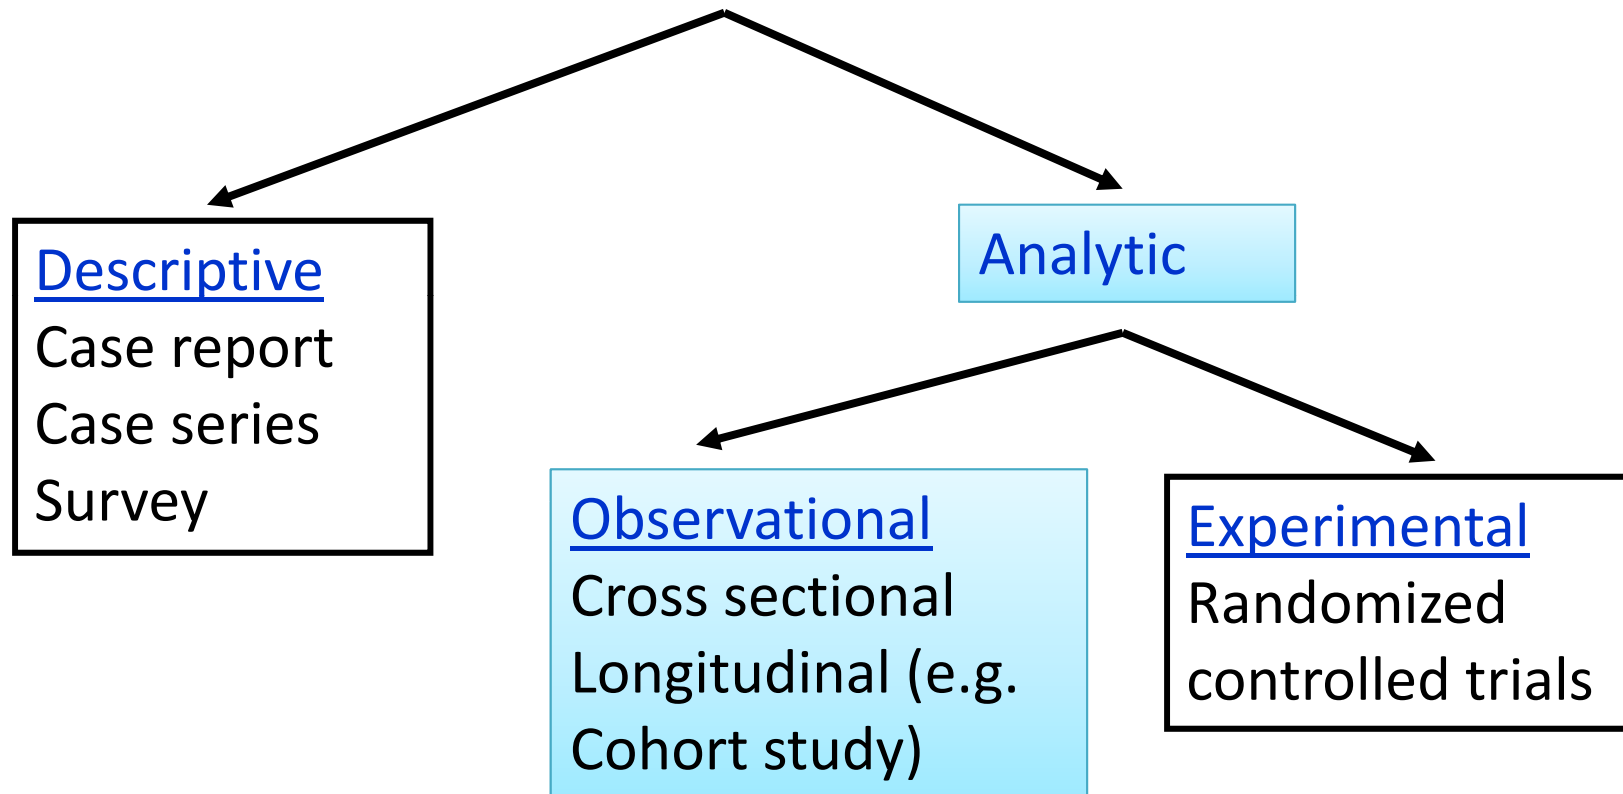 Descriptive
Case report
Case series
Survey
Analytic
Observational
Cross sectional
Longitudinal (e.g.
Cohort study)
Experimental
Randomized
controlled trials